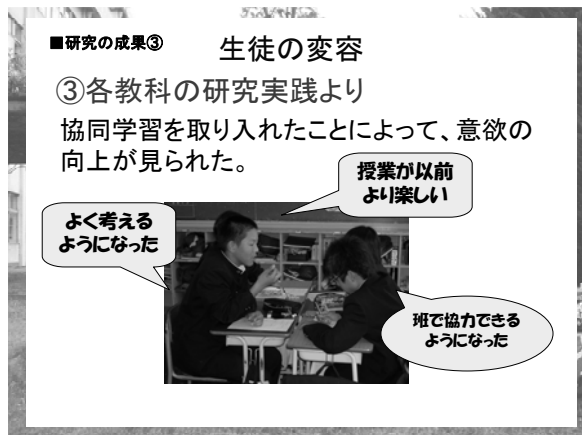 ■研究の成果③
生徒の変容
③各教科の研究実践より
協同学習を取り入れたことによって、意欲の
向上が見られた。
授業が以前
より楽しい
よく考える
ようになった
班で協力できる
ようになった